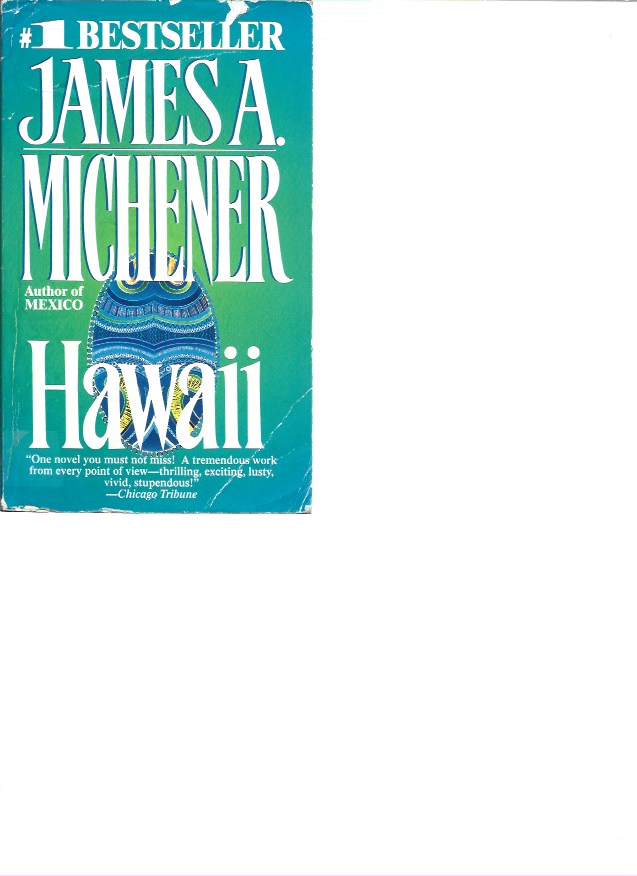 #1 BESTSELLER
JAMES A.
MICHENER
Author of
MEXICO
Hawaii
“One novel you must not miss! A tremendous work
from every point of view—thrilling, exciting, lusty,
vivid, stupendous!”
—Chicago Tribune